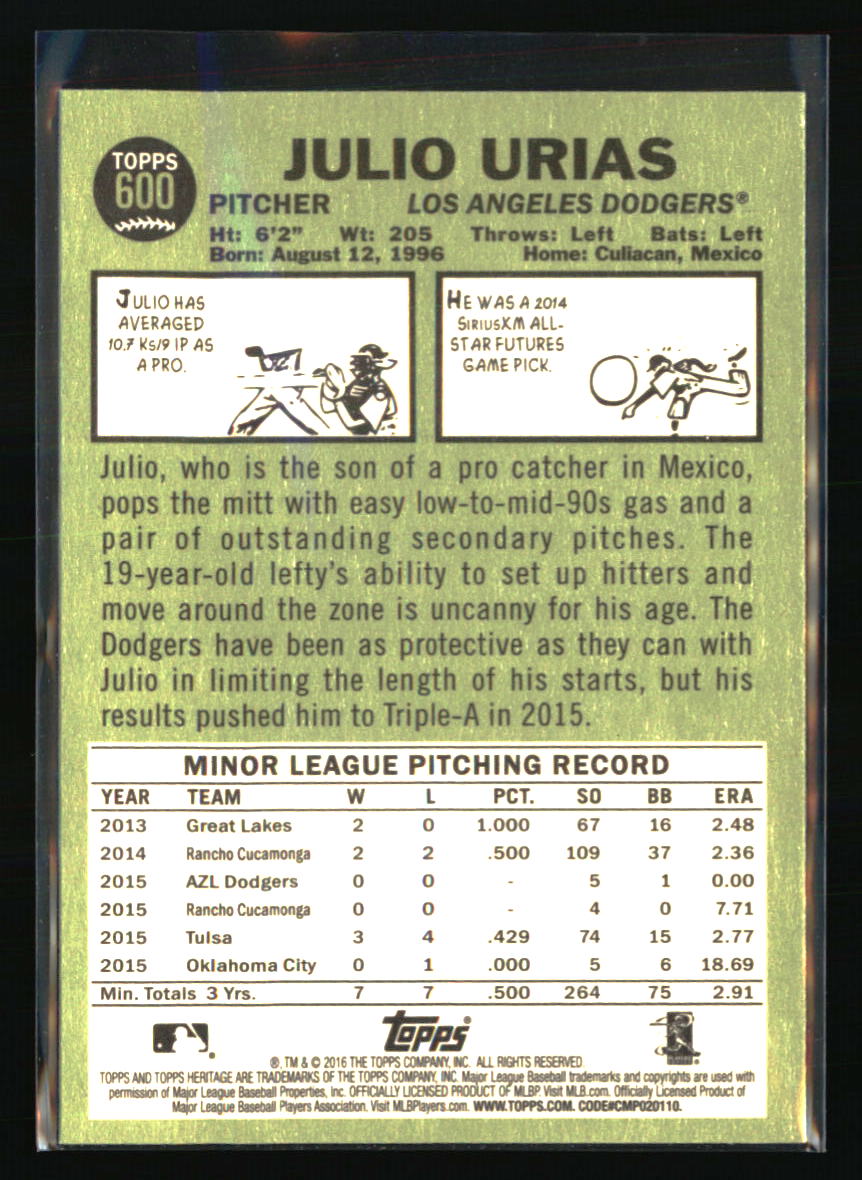 TOPPS
600
JULIO URIAS
PITCHER LOS ANGELES DODGERS®
Ht: 6'2" Wt: 205 Throws: Left Bats: Left
Born: August 12, 1996 Home: Culiacan, Mexico
JULIO HAS
AVERAGED
10.7 Ks/9 IP AS
A PRO.
HE WAS A 2014
SIRIUSXM ALL-
STAR FUTURES
GAME PICK.
Julio, who is the son of a pro catcher in Mexico,
pops the mitt with easy low-to-mid-90s gas and a
pair of outstanding secondary pitches. The
19-year-old lefty's ability to set up hitters and
move around the zone is uncanny for his age. The
Dodgers have been as protective as they can with
Julio in limiting the length of his starts, but his
results pushed him to Triple-A in 2015.
MINOR LEAGUE PITCHING RECORD
YEAR TEAM W L PCT. SO BB ERA
2013 Great Lakes 2 0 1.000 67 16 2.48
2014 Rancho Cucamonga 2 2 .500 109 37 2.36
2015 AZL Dodgers 0 0 - 5 1 0.00
2015 Rancho Cucamonga 0 0 - 4 0 7.71
2015 Tulsa 3 4 .429 74 15 2.77
2015 Oklahoma City 0 1 .000 5 6 18.69
Min. Totals 3 Yrs. 7 7 .500 264 75 2.91
topps
®, TM & © 2016 THE TOPPS COMPANY, INC. ALL RIGHTS RESERVED
TOPPS AND TOPPS HERITAGE ARE TRADEMARKS OF THE TOPPS COMPANY, INC. Major League Baseball trademarks and copyrights are used with
permission of Major League Baseball Properties, Inc. OFFICIALLY LICENSED PRODUCT OF MLBP. Visit MLB.com. Officially Licensed Product of
Major League Baseball Players Association. Visit MLBPlayers.com. WWW.TOPPS.COM. CODE#CMP020110.